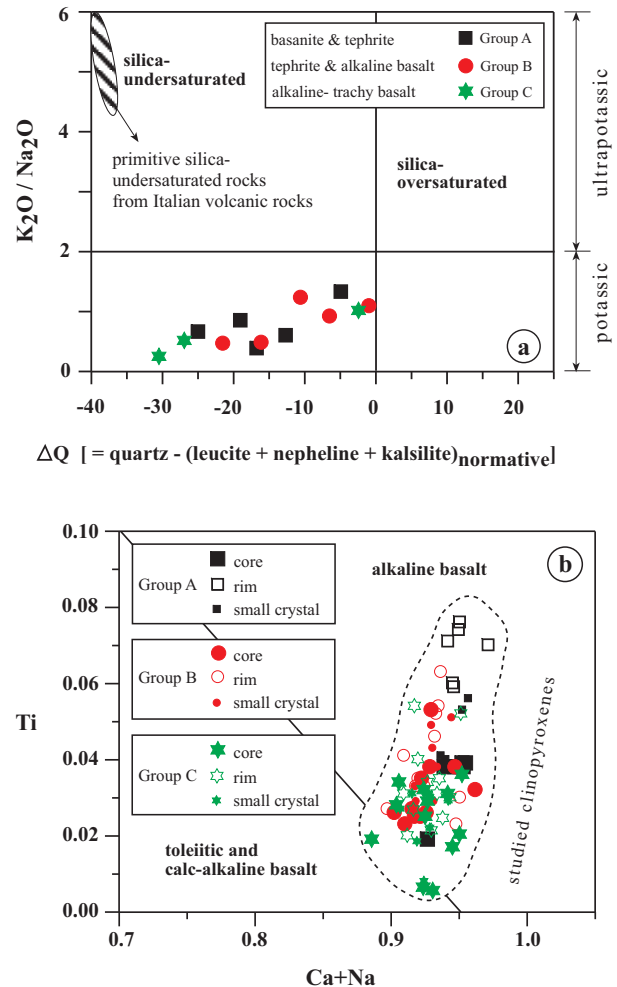 6
4
2
0
K2O / Na2O
silica-
undersaturated
basanite & tephrite Group A
tephrite & alkaline basalt Group B
alkaline- trachy basalt Group C
primitive silica-
undersaturated rocks
from Italian volcanic rocks
silica-
oversaturated
ultrapotassic
potassic
a
-40 -30 -20 -10 0 10 20
△Q [ = quartz - (leucite + nepheline + kalsilite)normative]
0.10
0.08
0.06
0.04
0.02
0.00
Ti
b
alkaline basalt
core
Group A rim
small crystal
core
Group B rim
small crystal
core
Group C rim
small crystal
toleiitic and
calc-alkaline basalt
studied clinopyroxenes
0.7 0.8 0.9 1.0
Ca+Na